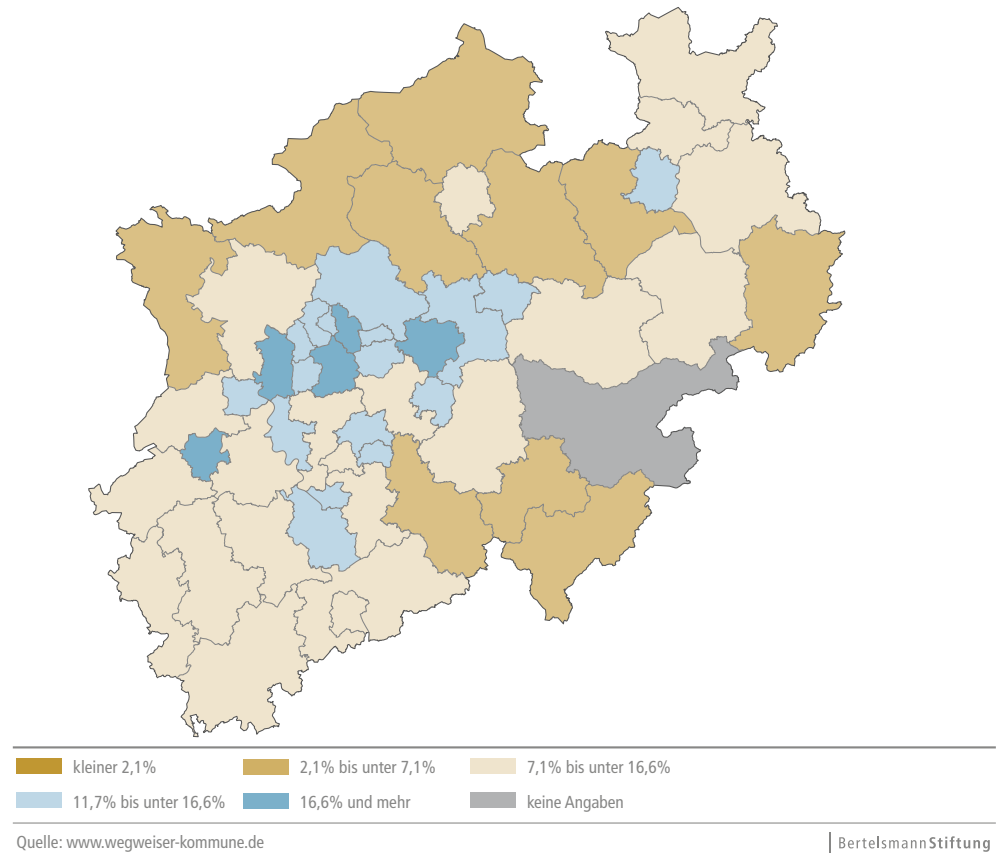 kleiner 2,1%
2,1% bis unter 7,1%
7,1% bis unter 16,6%
11,7% bis unter 16,6%
16,6% und mehr
keine Angaben
Quelle: www.wegweiser-kommune.de
BertelsmannStiftung